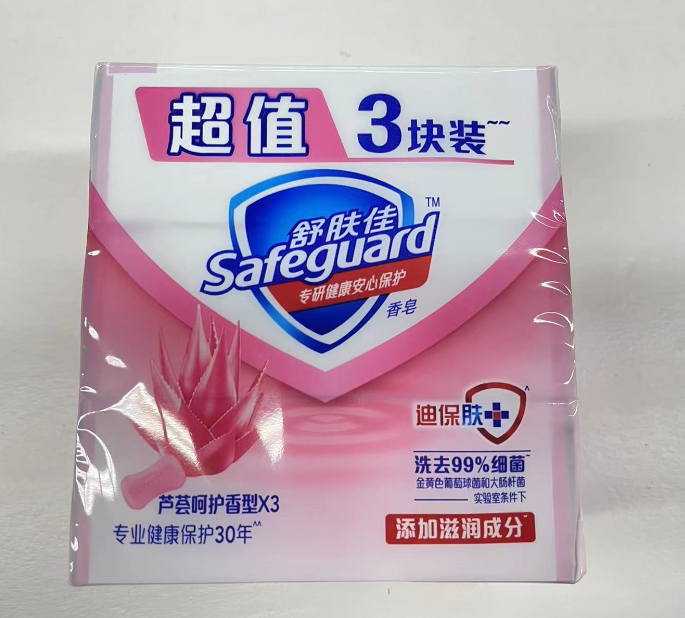 超值 3块装~~
舒肤佳 TM
Safeguard
专研健康安心保护
香皂
迪保肤 ^
洗去99%细菌~
金黄色葡萄球菌和大肠杆菌
实验室条件下
芦荟呵护香型X3
专业健康保护30年^^
添加滋润成分